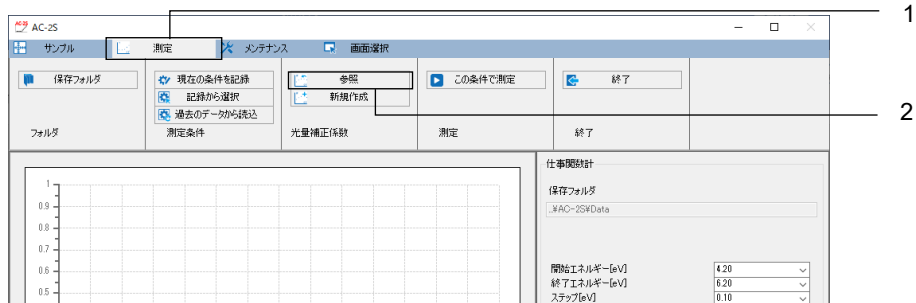 1
AC-2S
サンプル 測定 メンテナンス 画面選択
保存フォルダ 現在の条件を記録 参照 この条件で測定 終了
記録から選択 新規作成
過去のデータから読込
2
フォルダ 測定条件 光量補正係数 測定 終了
仕事関数計
保存フォルダ
..¥AC-2S¥Data
1
0.9
0.8
0.7
0.6
0.5
開始エネルギー[eV] 4.20
終了エネルギー[eV] 6.20
ステップ[eV] 0.10